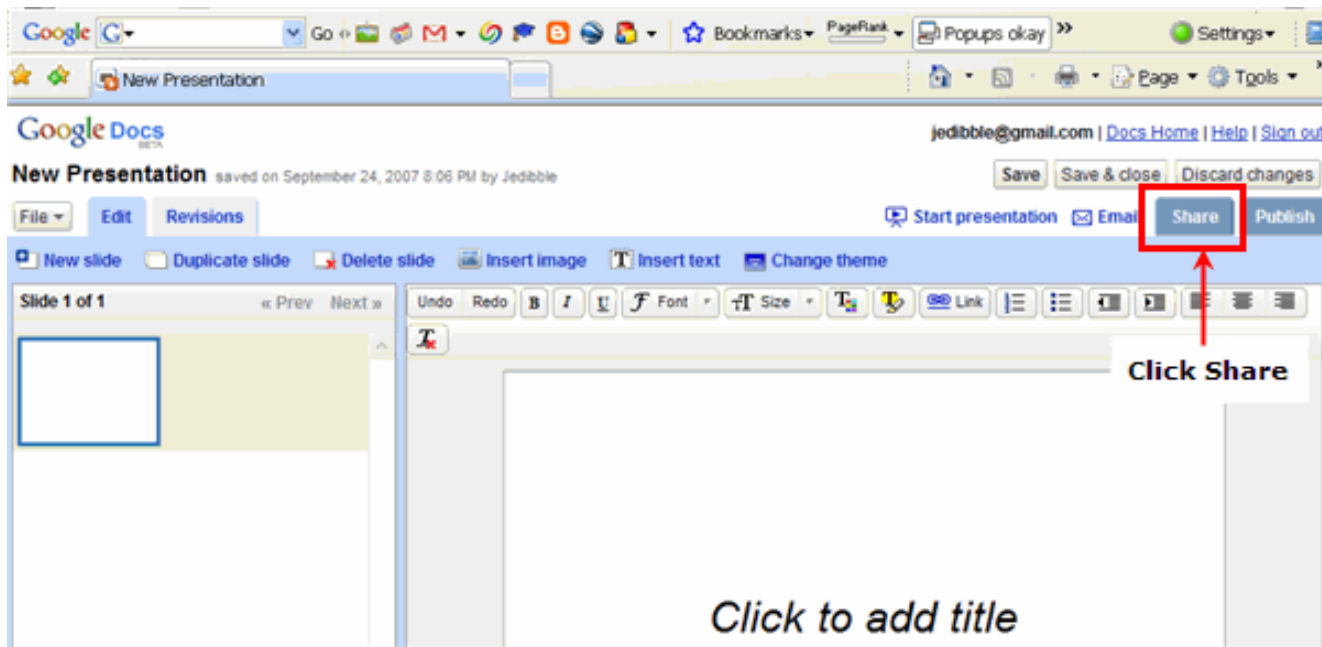 Google G Go Bookmarks PageRank Popups okay » Settings
New Presentation Page Tools
Google Docs BETA jedibble@gmail.com | Docs Home | Help | Sign out
New Presentation saved on September 24, 2007 8:06 PM by Jedibble Save Save & close Discard changes
File Edit Revisions Start presentation Email Share Publish
New slide Duplicate slide Delete slide Insert image Insert text Change theme
Slide 1 of 1 « Prev Next » Undo Redo B I U Font Size Link
Click Share
Click to add title